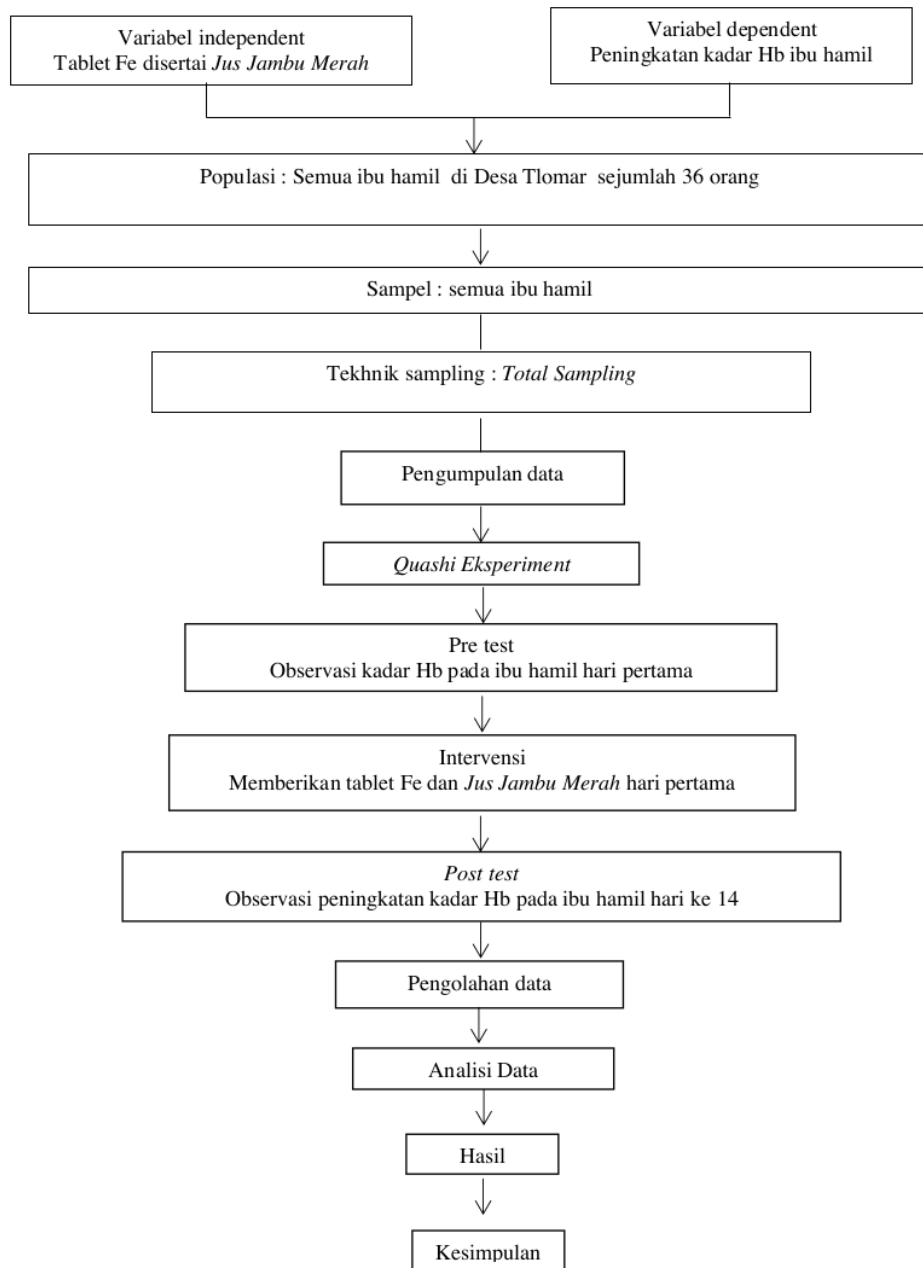 Variabel independent
Tablet Fe disertai Jus Jambu Merah
Variabel dependent
Peningkatan kadar Hb ibu hamil
Populasi : Semua ibu hamil di Desa Tlomar sejumlah 36 orang
Sampel : semua ibu hamil
Tekhnik sampling : Total Sampling
Pengumpulan data
Quashi Eksperiment
Pre test
Observasi kadar Hb pada ibu hamil hari pertama
Intervensi
Memberikan tablet Fe dan Jus Jambu Merah hari pertama
Post test
Observasi peningkatan kadar Hb pada ibu hamil hari ke 14
Pengolahan data
Analisi Data
Hasil
Kesimpulan